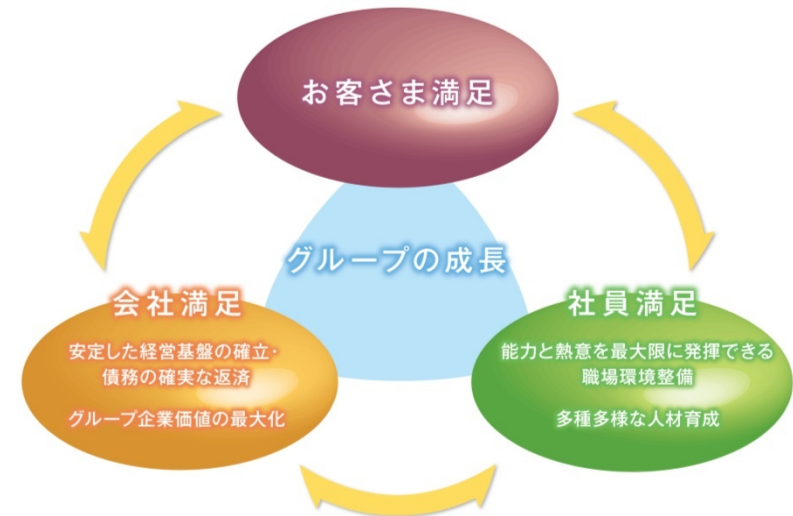 お客さま満足
グループの成長
会社満足
安定した経営基盤の確立・
債務の確実な返済
グループ企業価値の最大化
社員満足
能力と熱意を最大限に発揮できる
職場環境整備
多種多様な人材育成